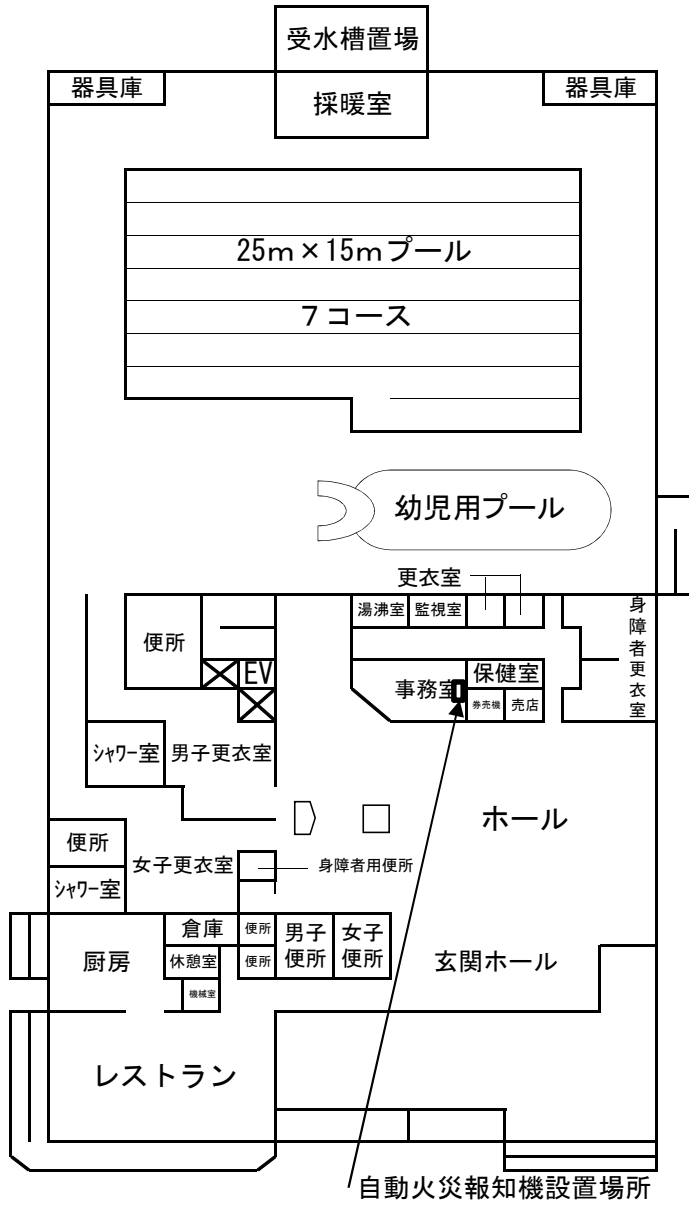 受水槽置場
器具庫
採暖室
器具庫
25m×15mプール
7コース
幼児用プール
更衣室
湯沸室
監視室
身障者更衣室
便所
EV
事務室
保健室
券売機
売店
シャワー室
男子更衣室
ホール
便所
女子更衣室
身障者用便所
シャワー室
倉庫
便所
男子
便所
女子
便所
厨房
休憩室
便所
玄関ホール
機械室
レストラン
自動火災報知機設置場所